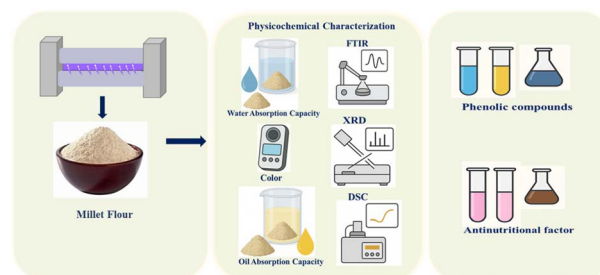 Physicochemical Characterization
FTIR
Water Absorption Capacity
XRD
Color
DSC
Oil Absorption Capacity
Millet Flour
Phenolic compounds
Antinutritional factor